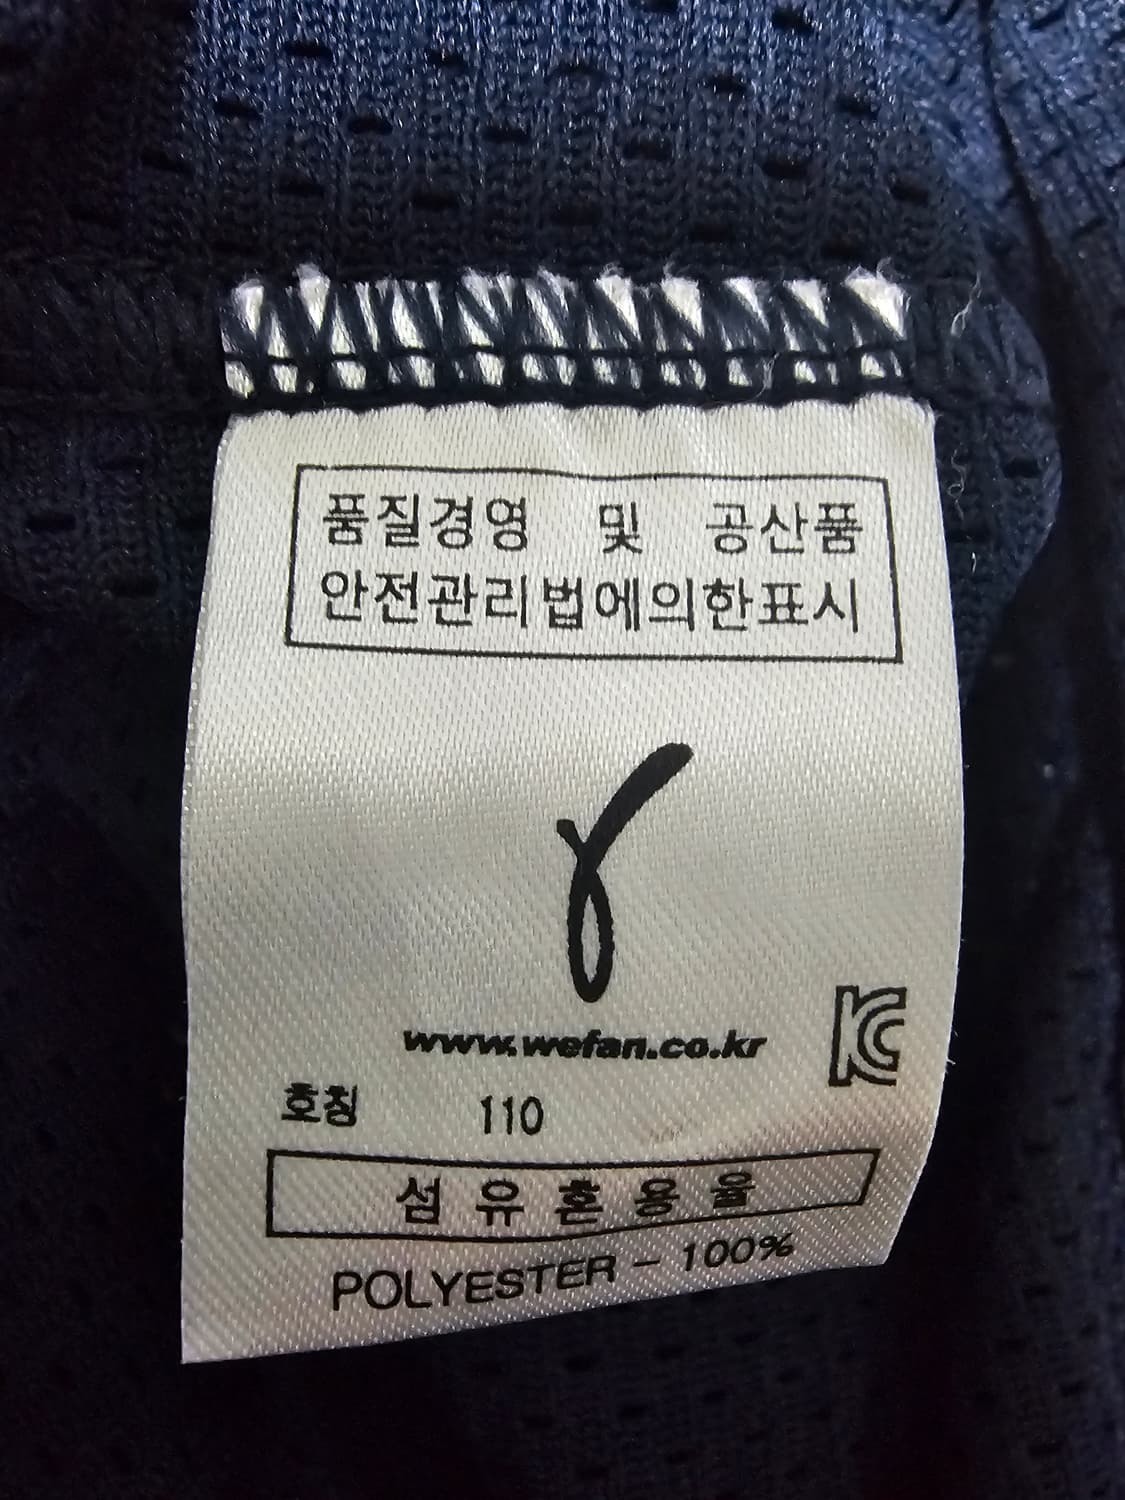 품질경영 및 공산품
안전관리법에의한표시
www.wefan.co.kr
KC
호칭 110
섬유혼용율
POLYESTER - 100%